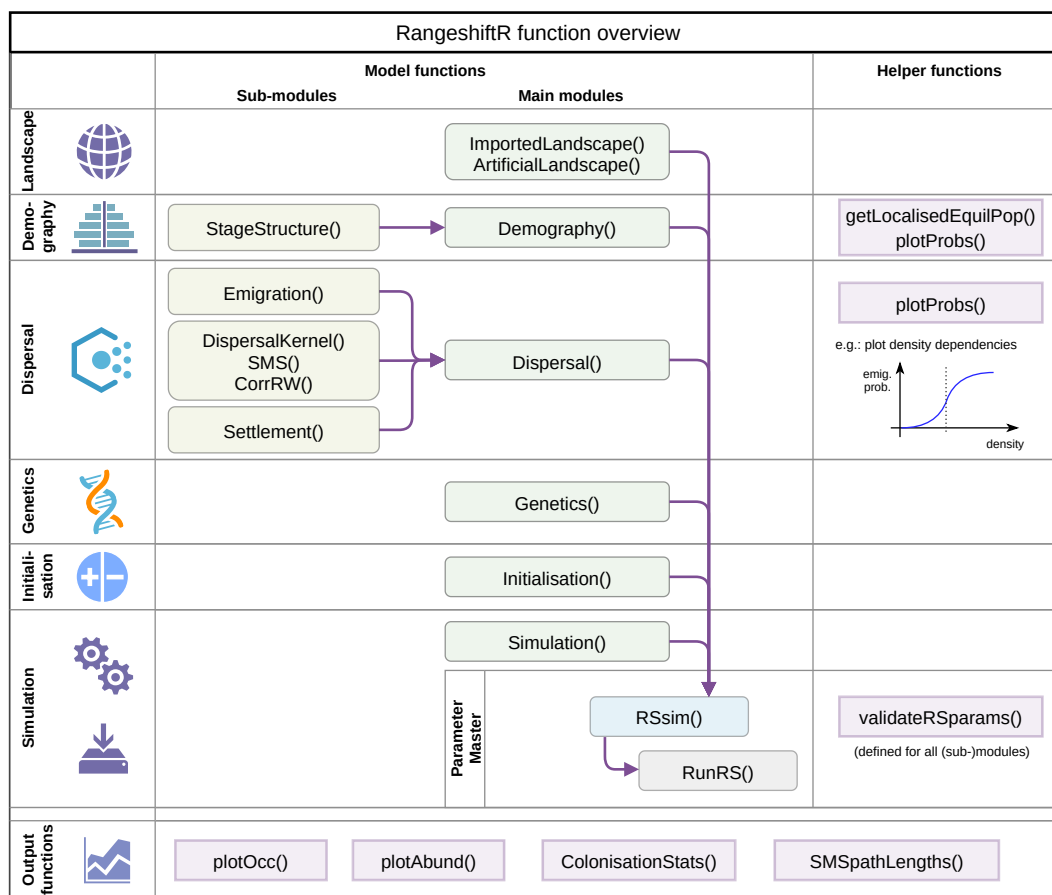 RangeshiftR function overview
Model functions
Helper functions
Sub-modules
Main modules
Landscape
ImportedLandscape()
ArtificialLandscape()
Demo-
graphy
StageStructure()
Demography()
getLocalisedEquilPop()
plotProbs()
Dispersal
Emigration()
DispersalKernel()
SMS()
CorrRW()
Settlement()
Dispersal()
plotProbs()
e.g.: plot density dependencies
emig.
prob.
density
Genetics
Genetics()
Initiali-
sation
Initialisation()
Simulation
Simulation()
Parameter
Master
RSsim()
RunRS()
validateRSparams()
(defined for all (sub-)modules)
Output
functions
plotOcc()
plotAbund()
ColonisationStats()
SMSpathLengths()